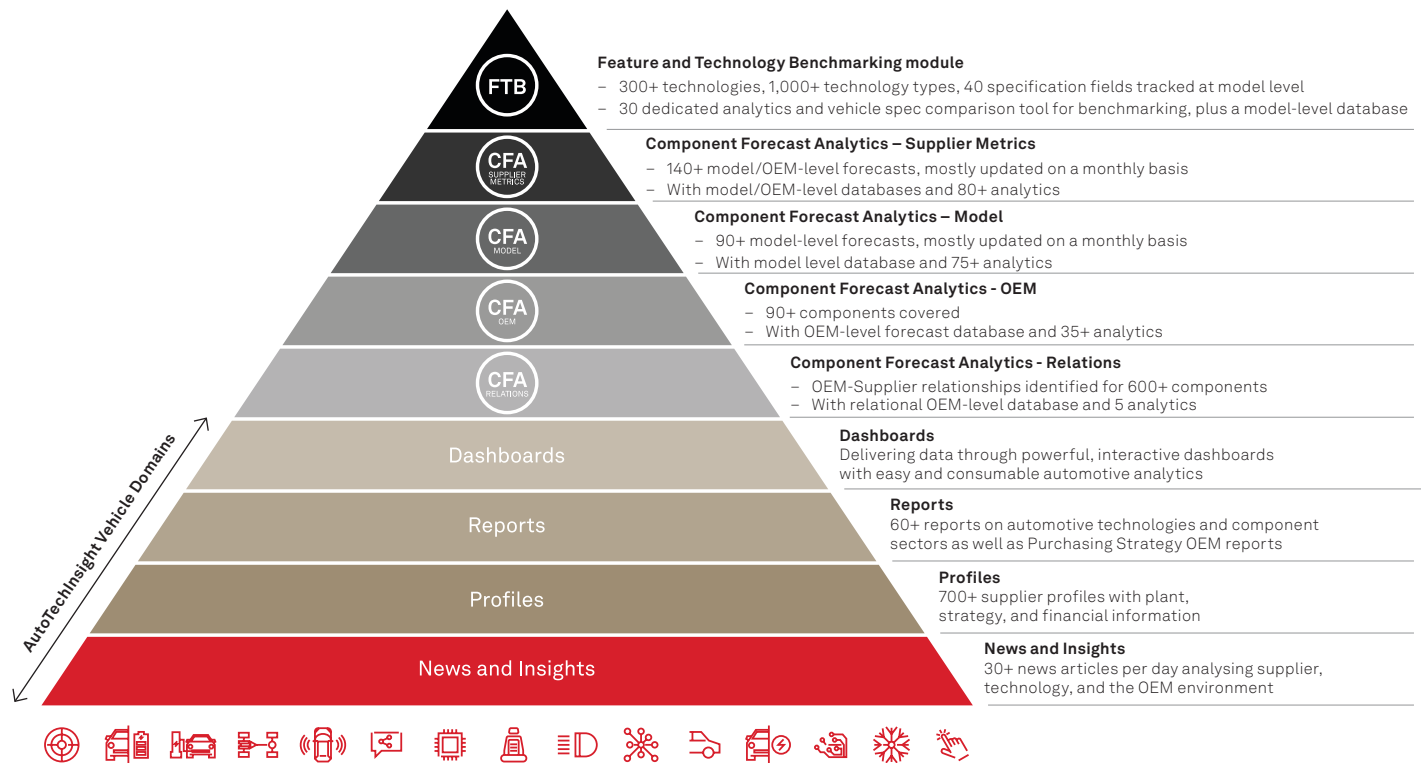 FTB
Feature and Technology Benchmarking module
– 300+ technologies, 1,000+ technology types, 40 specification fields tracked at model level
– 30 dedicated analytics and vehicle spec comparison tool for benchmarking, plus a model-level database
CFA
SUPPLIER
METRICS
Component Forecast Analytics – Supplier Metrics
– 140+ model/OEM-level forecasts, mostly updated on a monthly basis
– With model/OEM-level databases and 80+ analytics
CFA
MODEL
Component Forecast Analytics – Model
– 90+ model-level forecasts, mostly updated on a monthly basis
– With model level database and 75+ analytics
CFA
OEM
Component Forecast Analytics - OEM
– 90+ components covered
– With OEM-level forecast database and 35+ analytics
CFA
RELATIONS
Component Forecast Analytics - Relations
– OEM-Supplier relationships identified for 600+ components
– With relational OEM-level database and 5 analytics
AutoTechInsight Vehicle Domains
Dashboards
Dashboards
Delivering data through powerful, interactive dashboards
with easy and consumable automotive analytics
Reports
Reports
60+ reports on automotive technologies and component
sectors as well as Purchasing Strategy OEM reports
Profiles
Profiles
700+ supplier profiles with plant,
strategy, and financial information
News and Insights
News and Insights
30+ news articles per day analysing supplier,
technology, and the OEM environment